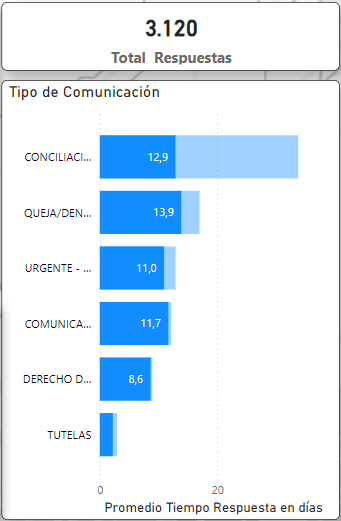 3.120
Total Respuestas
Tipo de Comunicación
CONCILIACI...
12,9
QUEJA/DEN...
13,9
URGENTE - ...
11,0
COMUNICA...
11,7
DERECHO D...
8,6
TUTELAS
0
20
Promedio Tiempo Respuesta en días